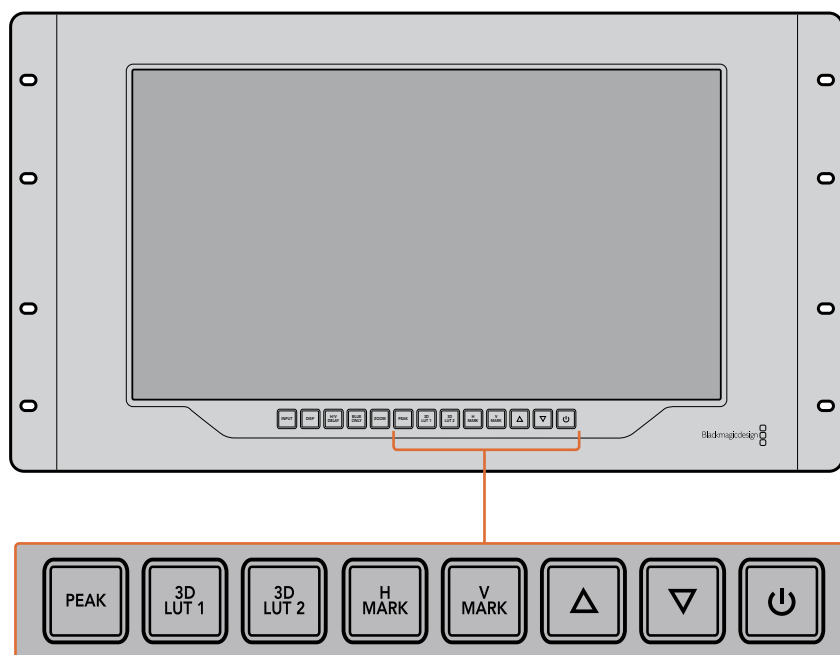 INPUT
DISP
H/V
DELAY
BLUE
ONLY
ZOOM
PEAK
3D
LUT 1
3D
LUT 2
H
MARK
V
MARK
Blackmagicdesign
PEAK
3D
LUT 1
3D
LUT 2
H
MARK
V
MARK